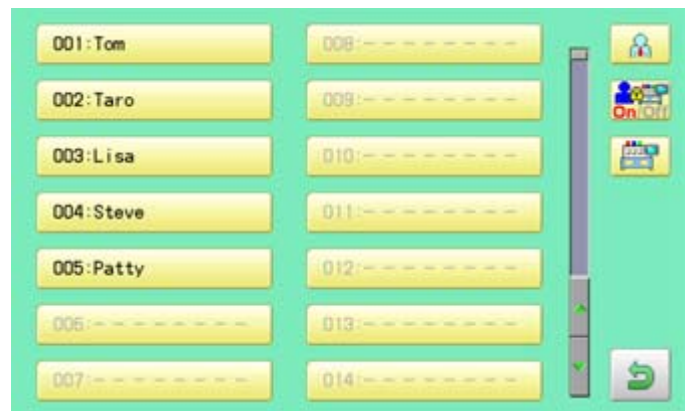 001:Tom
002:Taro
003:Lisa
004:Steve
005:Patty
006:--------
007:--------
008:--------
009:--------
010:--------
011:--------
012:--------
013:--------
014:--------
On/Off